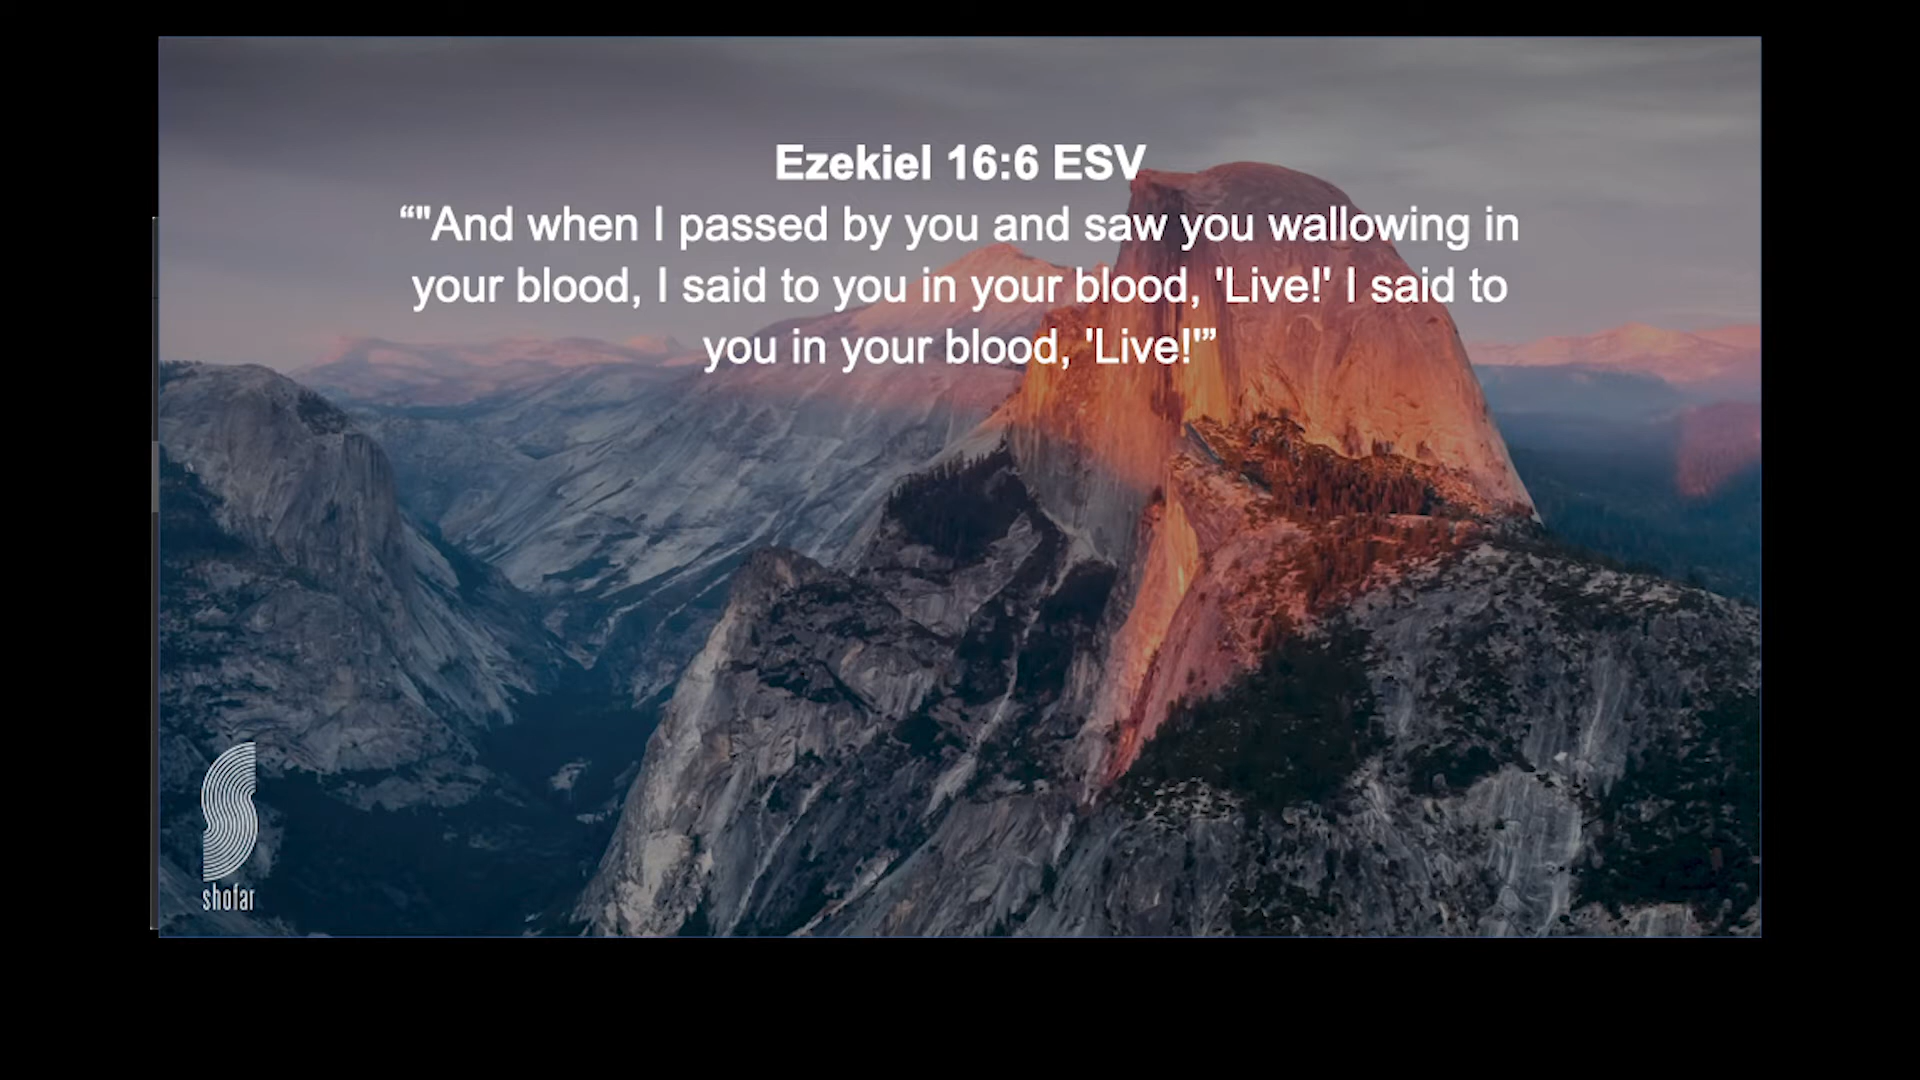 Ezekiel 16:6 ESV
“"And when I passed by you and saw you wallowing in
your blood, I said to you in your blood, 'Live!' I said to
you in your blood, 'Live!'”
shofar